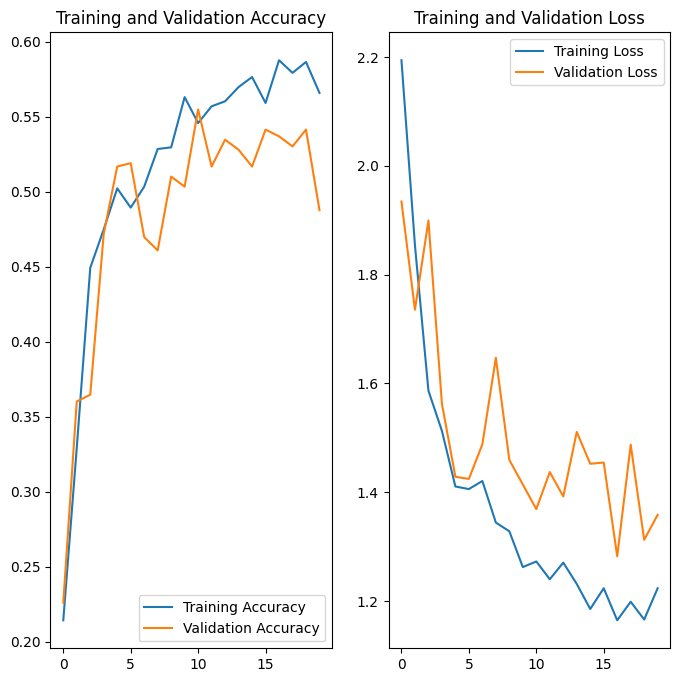 Training and Validation Accuracy
0.60
0.55
0.50
0.45
0.40
0.35
0.30
0.25
0.20
Training Accuracy
Validation Accuracy
0 5 10 15
Training and Validation Loss
Training Loss
Validation Loss
2.2
2.0
1.8
1.6
1.4
1.2
0 5 10 15